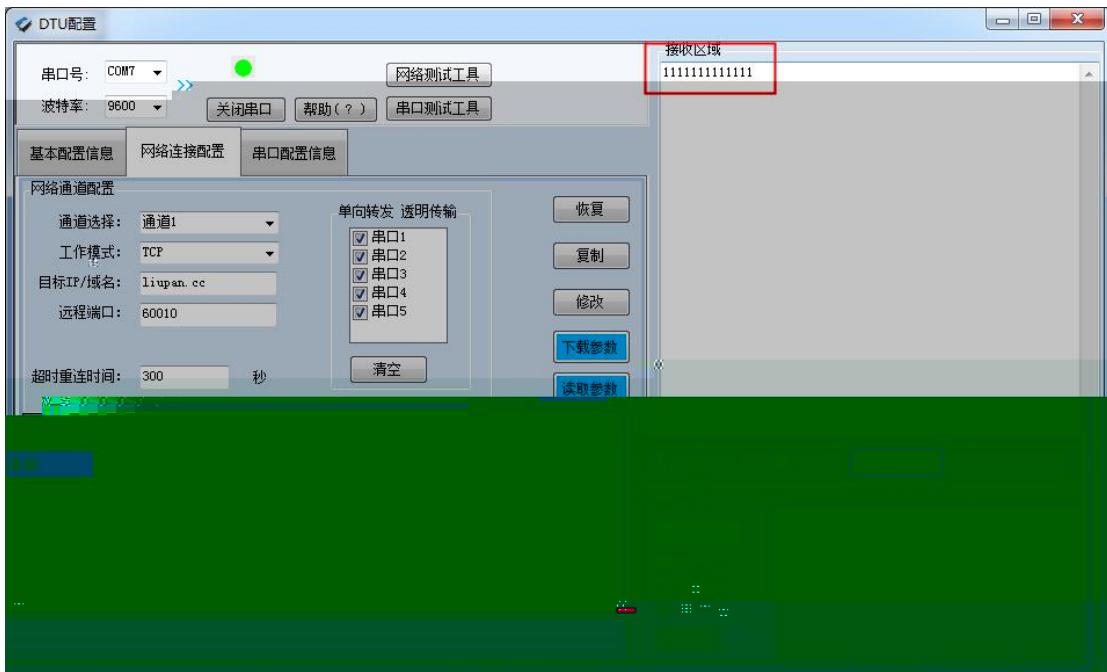 DTU配置
串口号: COM7
>>
网络测试工具
波特率: 9600
关闭串口
帮助(?)
串口测试工具
基本配置信息
网络连接配置
串口配置信息
网络通道配置
通道选择: 通道1
工作模式: TCP
目标IP/域名: liupan.cc
远程端口: 60010
超时重连时间: 300 秒
单向转发 透明传输
串口1
串口2
串口3
串口4
串口5
清空
恢复
复制
修改
下载参数
读取参数
接收区域
1111111111111